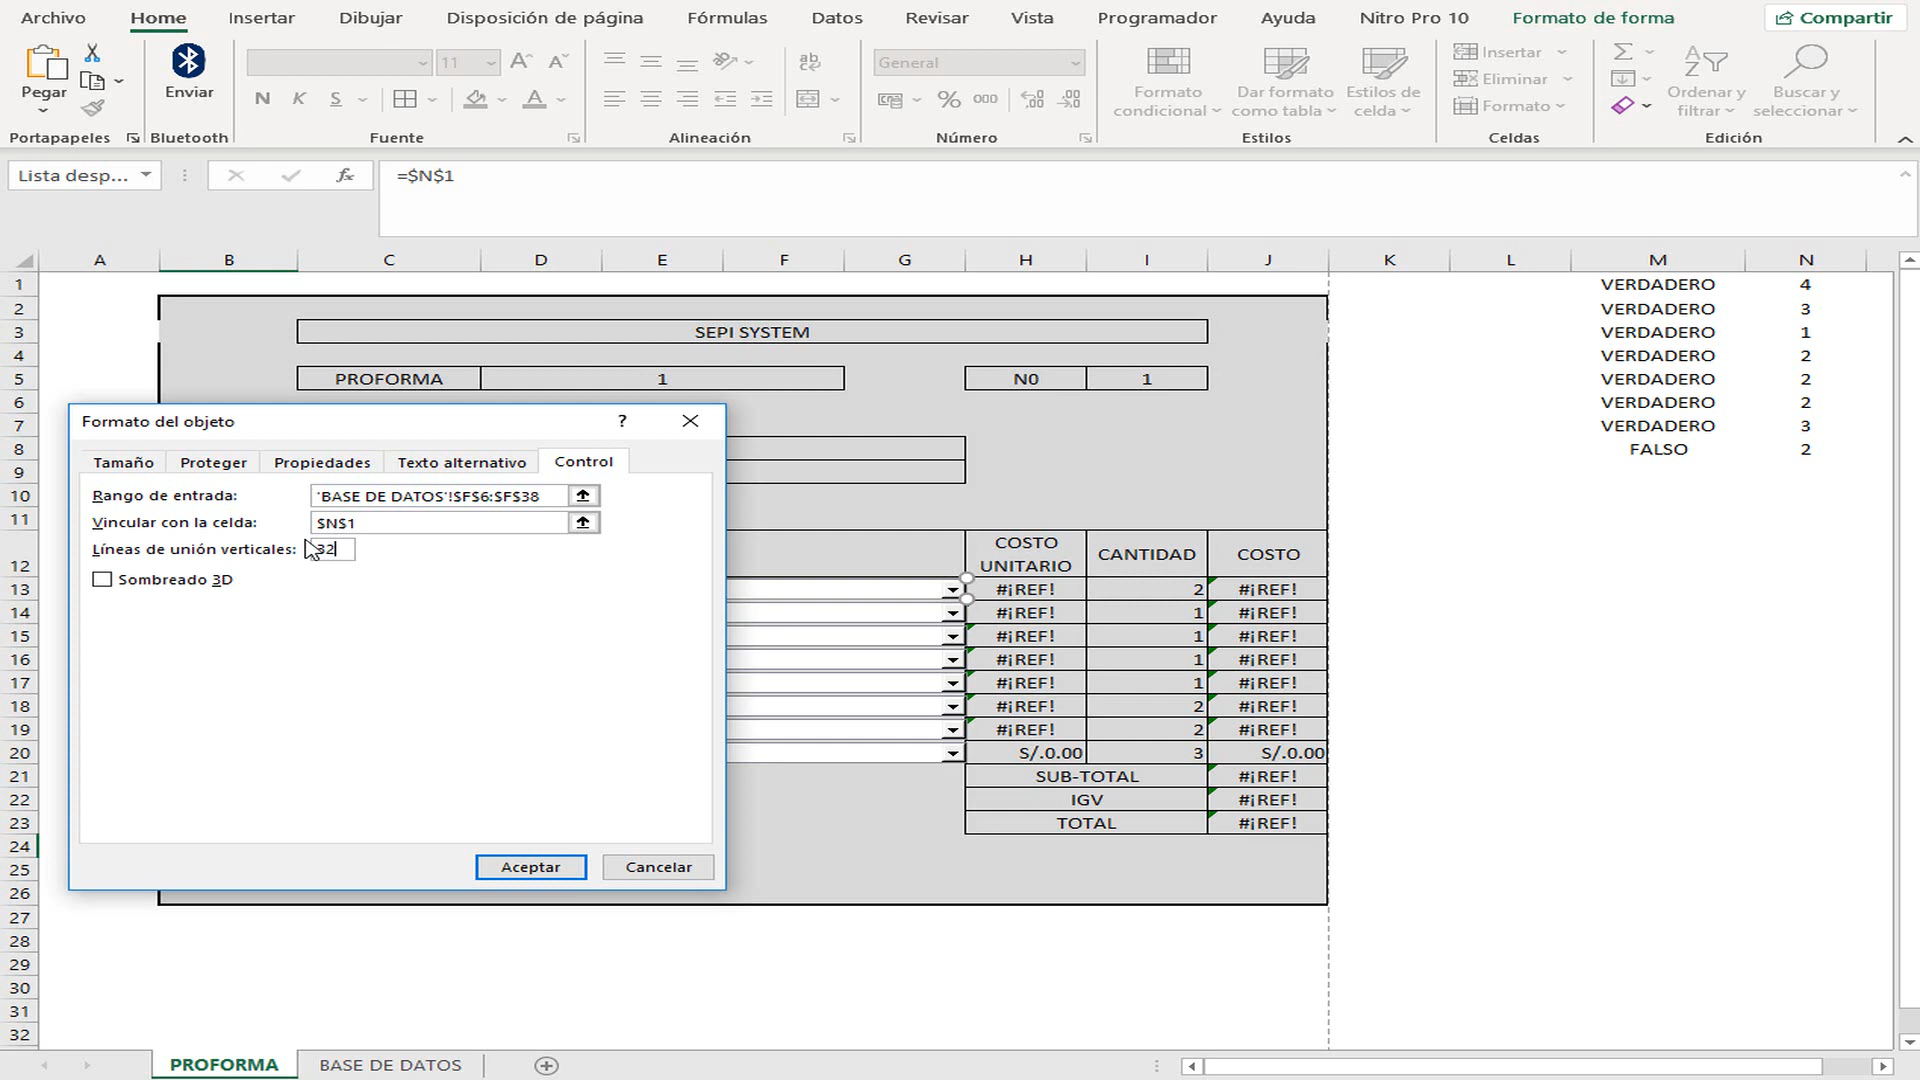 Archivo Home Insertar Dibujar Disposición de página Fórmulas Datos Revisar Vista Programador Ayuda Nitro Pro 10 Formato de forma Compartir
Pegar Enviar 11 General Formato condicional Dar formato como tabla Estilos de celda Insertar Eliminar Formato Ordenar y filtrar Buscar y seleccionar
N K S % 000
Portapapeles Bluetooth Fuente Alineación Número Estilos Celdas Edición
Lista desp... fx =$N$1
A B C D E F G H I J K L M N
1 VERDADERO 4
2 VERDADERO 3
3 SEPI SYSTEM VERDADERO 1
4 VERDADERO 2
5 PROFORMA 1 N0 1 VERDADERO 2
6 VERDADERO 2
7 VERDADERO 3
8 FALSO 2
9
10
11
12 COSTO UNITARIO CANTIDAD COSTO
13 #¡REF! 2 #¡REF!
14 #¡REF! 1 #¡REF!
15 #¡REF! 1 #¡REF!
16 #¡REF! 1 #¡REF!
17 #¡REF! 1 #¡REF!
18 #¡REF! 2 #¡REF!
19 #¡REF! 2 #¡REF!
20 S/.0.00 3 S/.0.00
21 SUB-TOTAL #¡REF!
22 IGV #¡REF!
23 TOTAL #¡REF!
24
25
26
27
28
29
30
31
32
Formato del objeto ?
Tamaño Proteger Propiedades Texto alternativo Control
Rango de entrada: 'BASE DE DATOS'!$F$6:$F$38
Vincular con la celda: $N$1
Líneas de unión verticales: 32
Sombreado 3D
Aceptar Cancelar
PROFORMA BASE DE DATOS